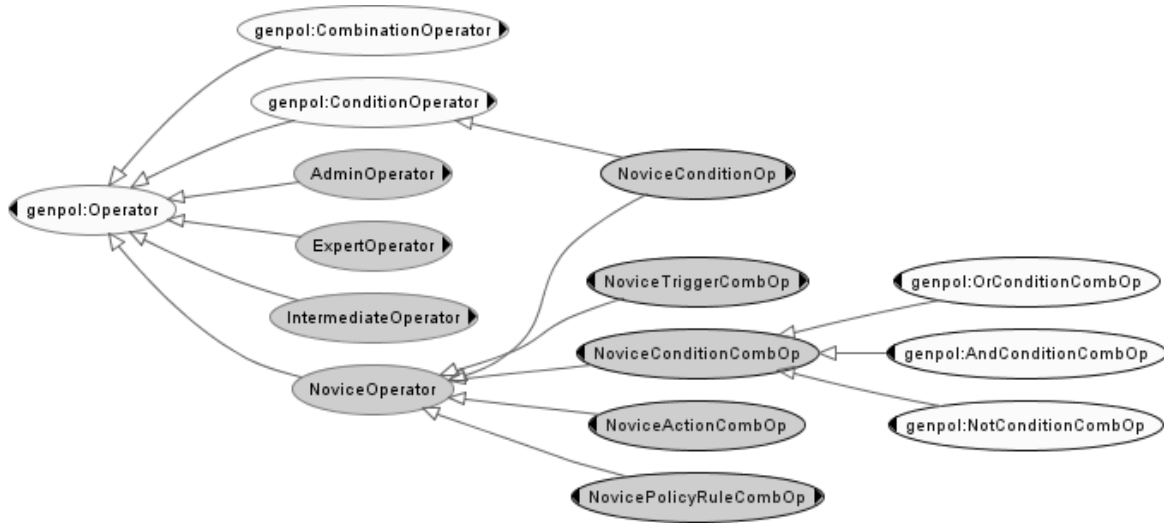 genpol:CombinationOperator
genpol:ConditionOperator
AdminOperator
NoviceConditionOp
genpol:Operator
ExpertOperator
NoviceTriggerCombOp
genpol:OrConditionCombOp
IntermediateOperator
NoviceConditionCombOp
genpol:AndConditionCombOp
NoviceOperator
NoviceActionCombOp
genpol:NotConditionCombOp
NovicePolicyRuleCombOp